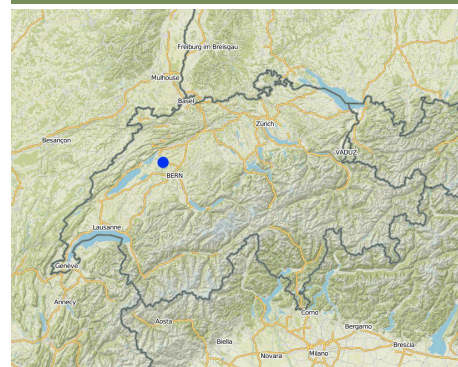 Freiburg im Breisgau
Mulhouse
Basel
Zürich
Besançon
VADUZ
BERN
Lausanne
Genève
Annecy
Aosta
Como
Biella
Bergamo
Novara
Milano
Brescia